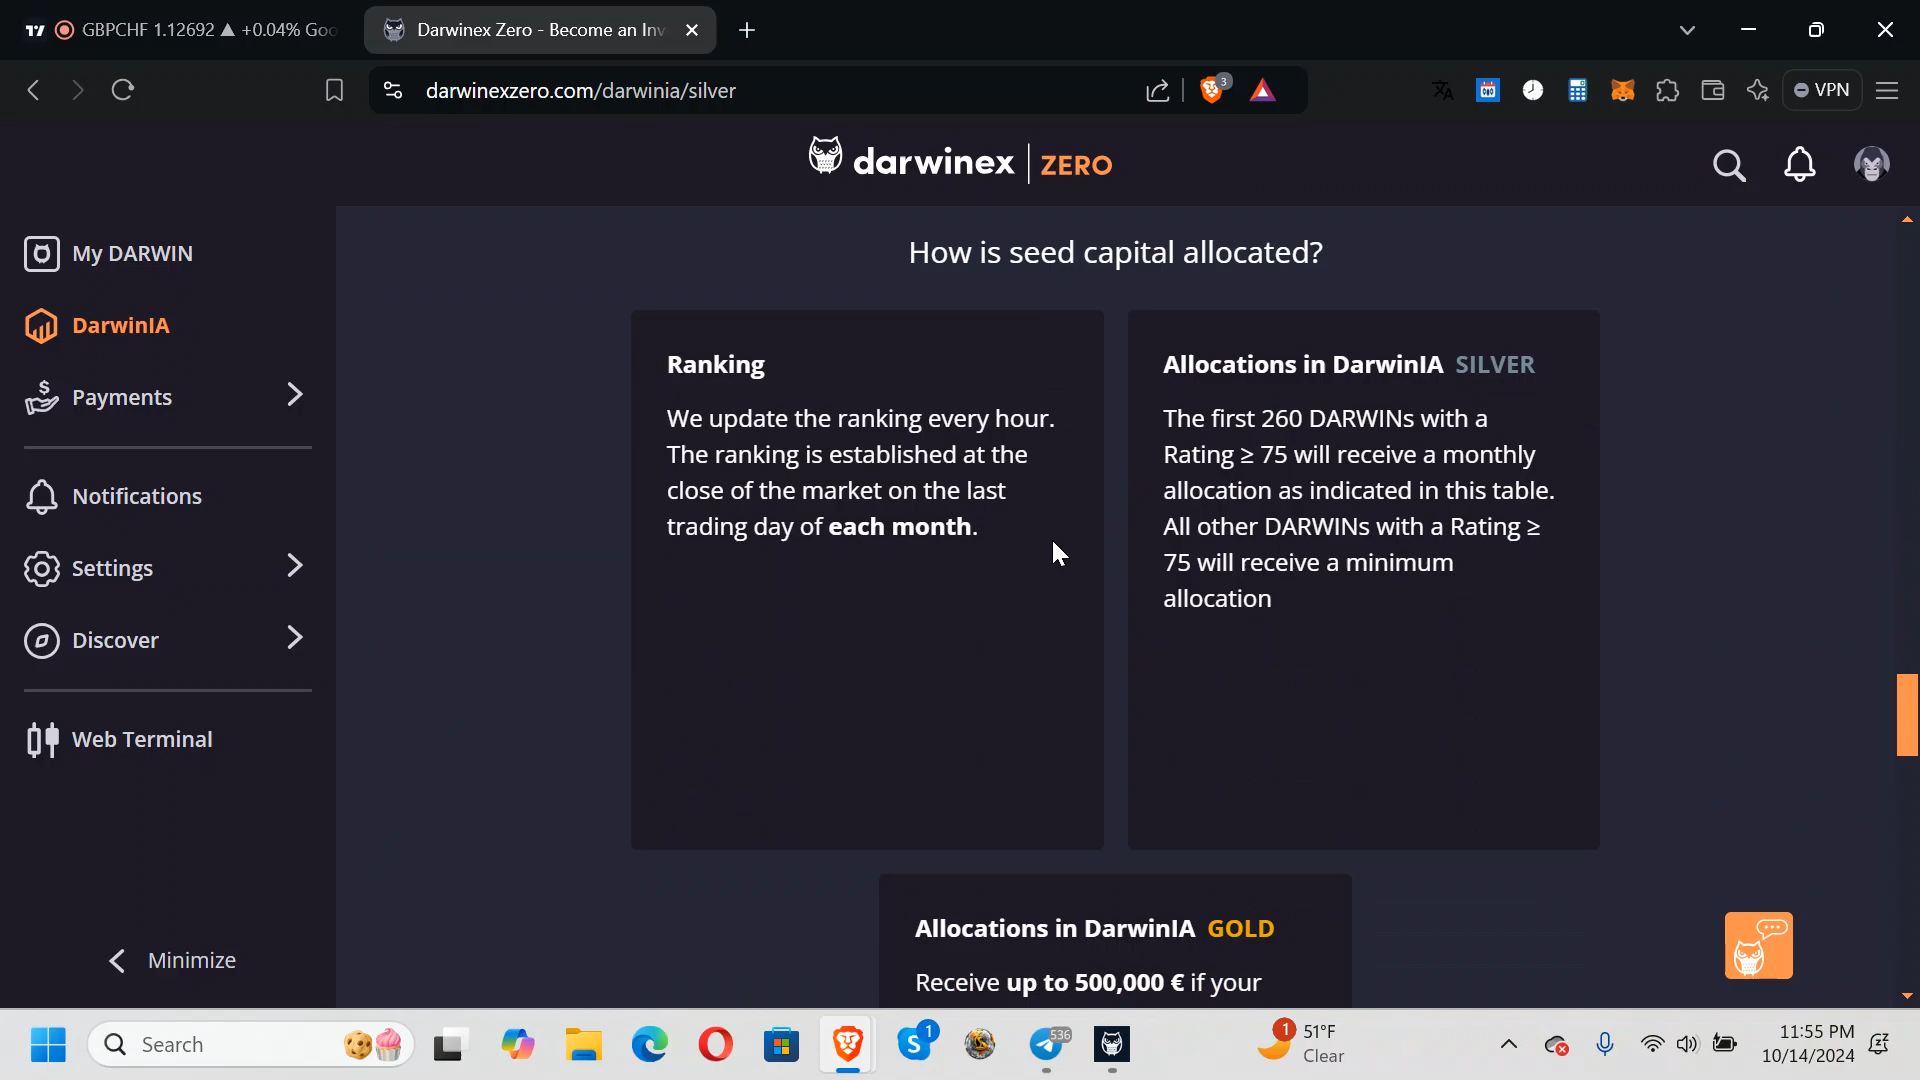 GBPCHF 1.12692 ▲ +0.04% Goo
Darwinex Zero - Become an Inv
darwinexzero.com/darwinia/silver
3
VPN
darwinex | ZERO
My DARWIN
DarwinIA
Payments
Notifications
Settings
Discover
Web Terminal
Minimize
How is seed capital allocated?
Ranking
We update the ranking every hour.
The ranking is established at the
close of the market on the last
trading day of each month.
Allocations in DarwinIA SILVER
The first 260 DARWINs with a
Rating ≥ 75 will receive a monthly
allocation as indicated in this table.
All other DARWINs with a Rating ≥
75 will receive a minimum
allocation
Allocations in DarwinIA GOLD
Receive up to 500,000 € if your
Search
1
536
1
51°F
Clear
11:55 PM
10/14/2024